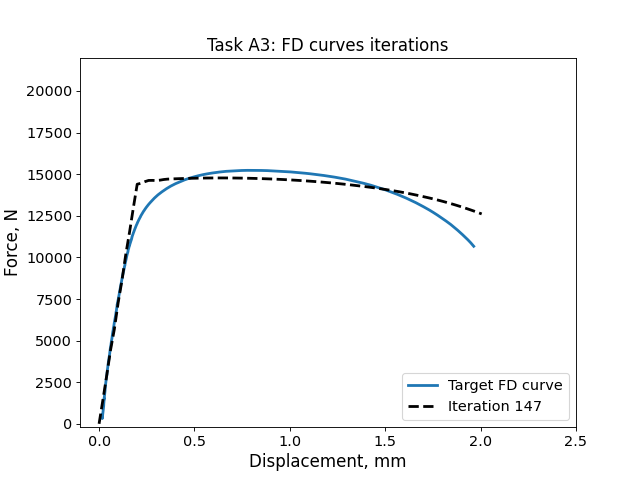 Task A3: FD curves iterations
Force, N
20000
17500
15000
12500
10000
7500
5000
2500
0
Target FD curve
Iteration 147
0.0 0.5 1.0 1.5 2.0 2.5
Displacement, mm